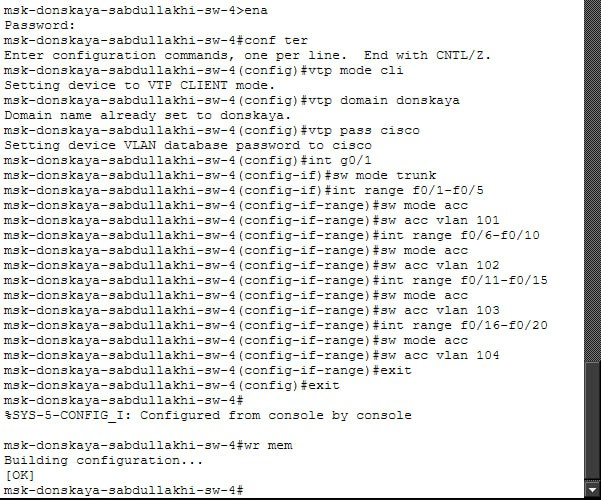 msk-donskaya-sabdullakhi-sw-4>ena
Password:
msk-donskaya-sabdullakhi-sw-4#conf ter
Enter configuration commands, one per line.  End with CNTL/Z.
msk-donskaya-sabdullakhi-sw-4(config)#vtp mode cli
Setting device to VTP CLIENT mode.
msk-donskaya-sabdullakhi-sw-4(config)#vtp domain donskaya
Domain name already set to donskaya.
msk-donskaya-sabdullakhi-sw-4(config)#vtp pass cisco
Setting device VLAN database password to cisco
msk-donskaya-sabdullakhi-sw-4(config)#int g0/1
msk-donskaya-sabdullakhi-sw-4(config-if)#sw mode trunk
msk-donskaya-sabdullakhi-sw-4(config-if)#int range f0/1-f0/5
msk-donskaya-sabdullakhi-sw-4(config-if-range)#sw mode acc
msk-donskaya-sabdullakhi-sw-4(config-if-range)#sw acc vlan 101
msk-donskaya-sabdullakhi-sw-4(config-if-range)#int range f0/6-f0/10
msk-donskaya-sabdullakhi-sw-4(config-if-range)#sw mode acc
msk-donskaya-sabdullakhi-sw-4(config-if-range)#sw acc vlan 102
msk-donskaya-sabdullakhi-sw-4(config-if-range)#int range f0/11-f0/15
msk-donskaya-sabdullakhi-sw-4(config-if-range)#sw mode acc
msk-donskaya-sabdullakhi-sw-4(config-if-range)#sw acc vlan 103
msk-donskaya-sabdullakhi-sw-4(config-if-range)#int range f0/16-f0/20
msk-donskaya-sabdullakhi-sw-4(config-if-range)#sw mode acc
msk-donskaya-sabdullakhi-sw-4(config-if-range)#sw acc vlan 104
msk-donskaya-sabdullakhi-sw-4(config-if-range)#exit
msk-donskaya-sabdullakhi-sw-4(config)#exit
msk-donskaya-sabdullakhi-sw-4#
%SYS-5-CONFIG_I: Configured from console by console

msk-donskaya-sabdullakhi-sw-4#wr mem
Building configuration...
[OK]
msk-donskaya-sabdullakhi-sw-4#